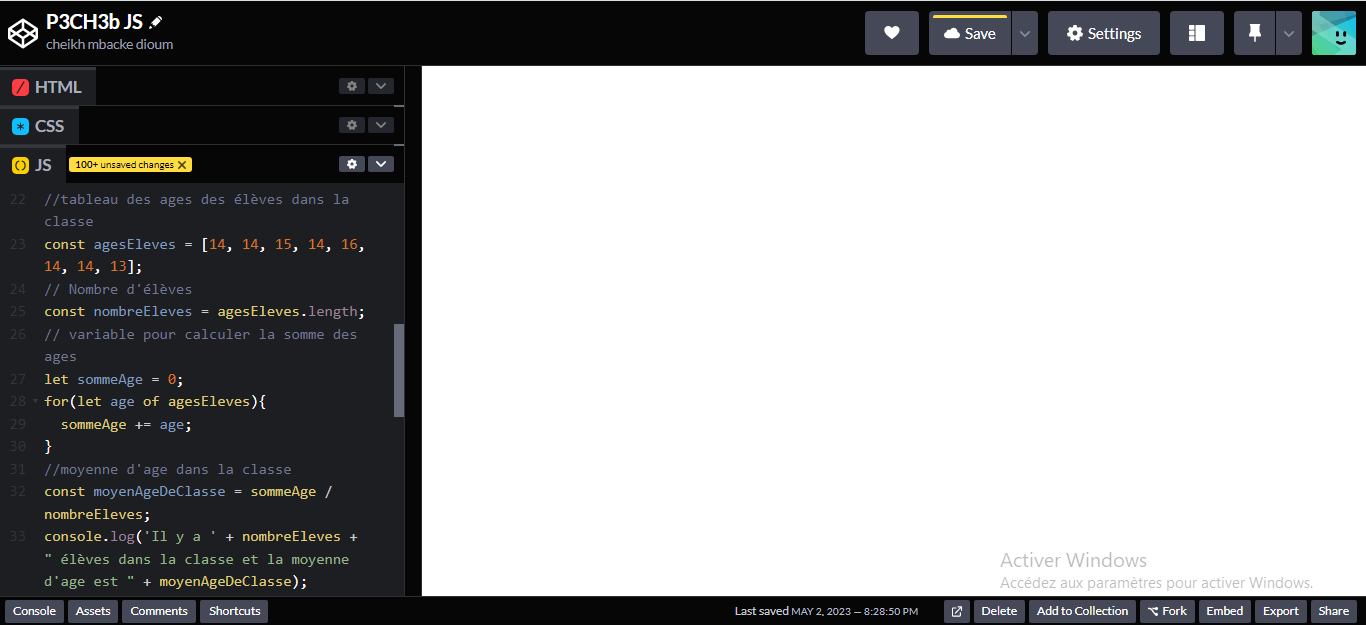 P3CH3b JS
cheikh mbacke dioum
Save
Settings
HTML
CSS
JS
100+ unsaved changes X
22 //tableau des ages des élèves dans la
classe
23 const agesEleves = [14, 14, 15, 14, 16,
14, 14, 13];
24 // Nombre d'élèves
25 const nombreEleves = agesEleves.length;
26 // variable pour calculer la somme des
ages
27 let sommeAge = 0;
28 for(let age of agesEleves){
29 sommeAge += age;
30 }
31 //moyenne d'age dans la classe
32 const moyenAgeDeClasse = sommeAge /
nombreEleves;
33 console.log('Il y a ' + nombreEleves +
" élèves dans la classe et la moyenne
d'age est " + moyenAgeDeClasse);
Activer Windows
Accédez aux paramètres pour activer Windows.
Console Assets Comments Shortcuts Last saved MAY 2, 2023 — 8:28:50 PM Delete Add to Collection Fork Embed Export Share